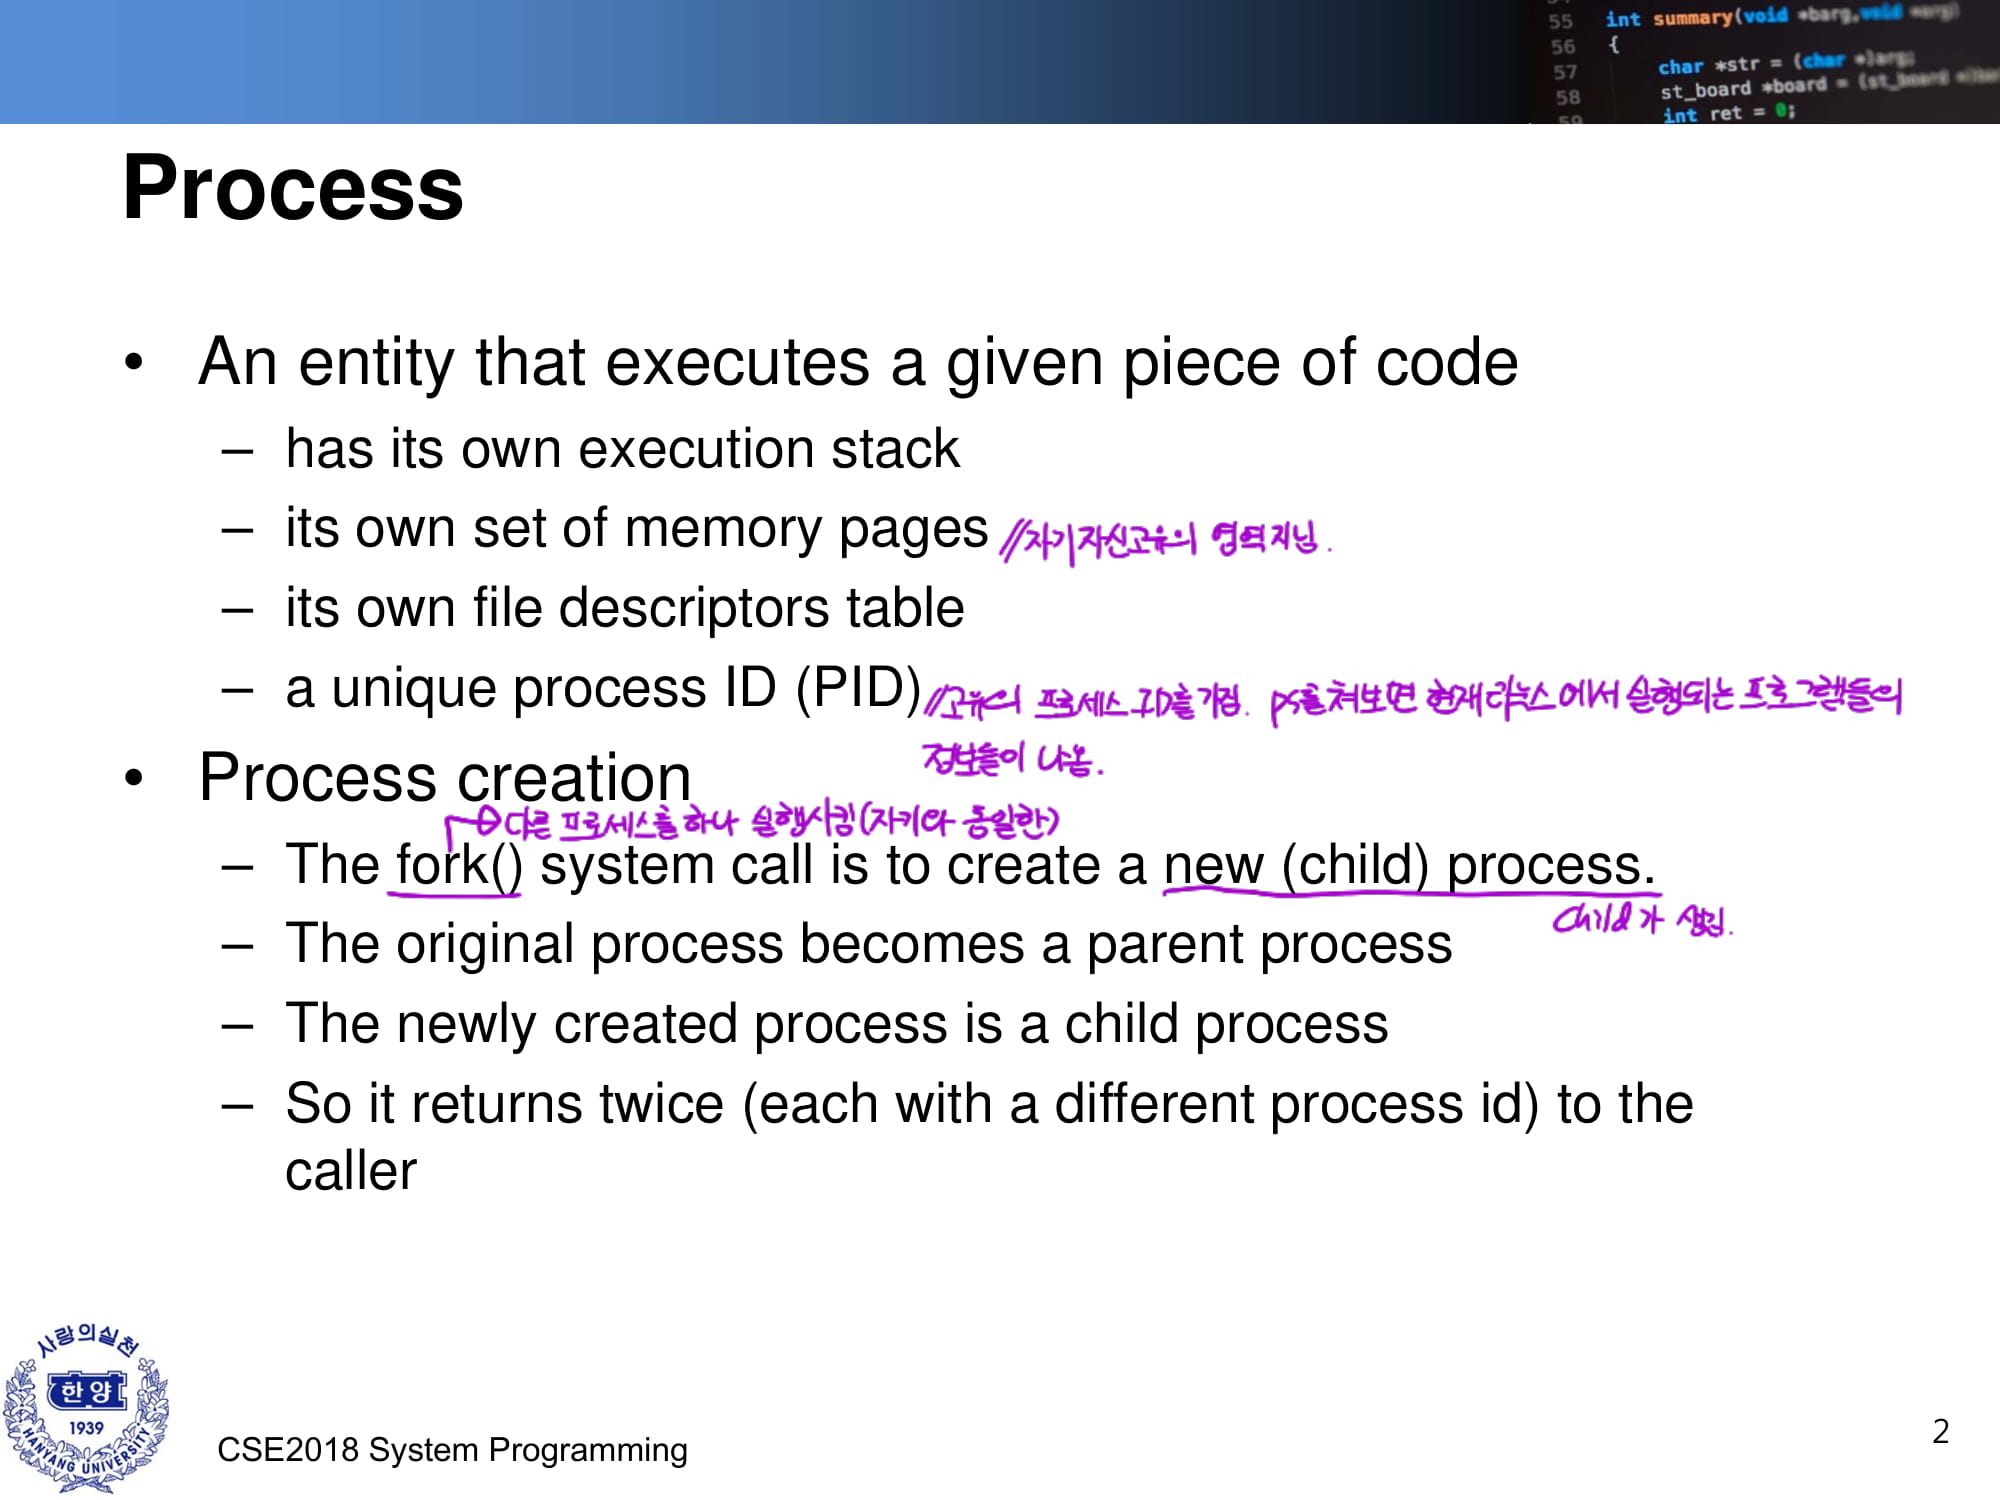 55 int summary(void *barg, void *arg)
56 {
57 char *str = (char *)arg;
58 st_board *board = (st_board *)
59 int ret = 0;
Process
• An entity that executes a given piece of code
– has its own execution stack
– its own set of memory pages //자기자신고유의 영역지님.
– its own file descriptors table
– a unique process ID (PID) //고유의 프로세스 ID를 가짐. ps를 쳐보면 현재 리눅스에서 실행되는 프로그램들의
정보들이 나옴.
• Process creation
→다른 프로세스를 하나 실행시킴(자기와 동일한)
– The fork() system call is to create a new (child) process.
child가 생김.
– The original process becomes a parent process
– The newly created process is a child process
– So it returns twice (each with a different process id) to the
caller
사랑의실천
한양
1939
HANYANG UNIVERSITY
CSE2018 System Programming
2